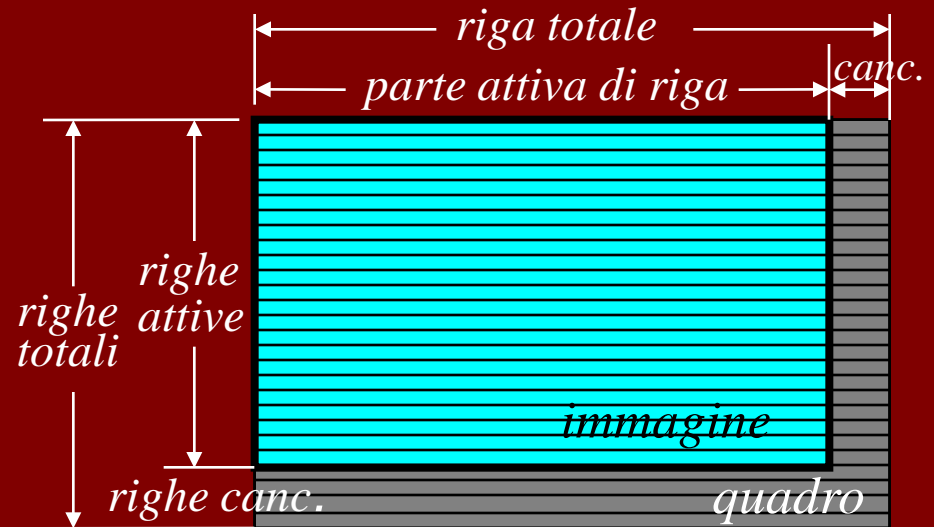 riga totale
canc.
parte attiva di riga
righe
attive
righe
totali
immagine
righe canc.
quadro